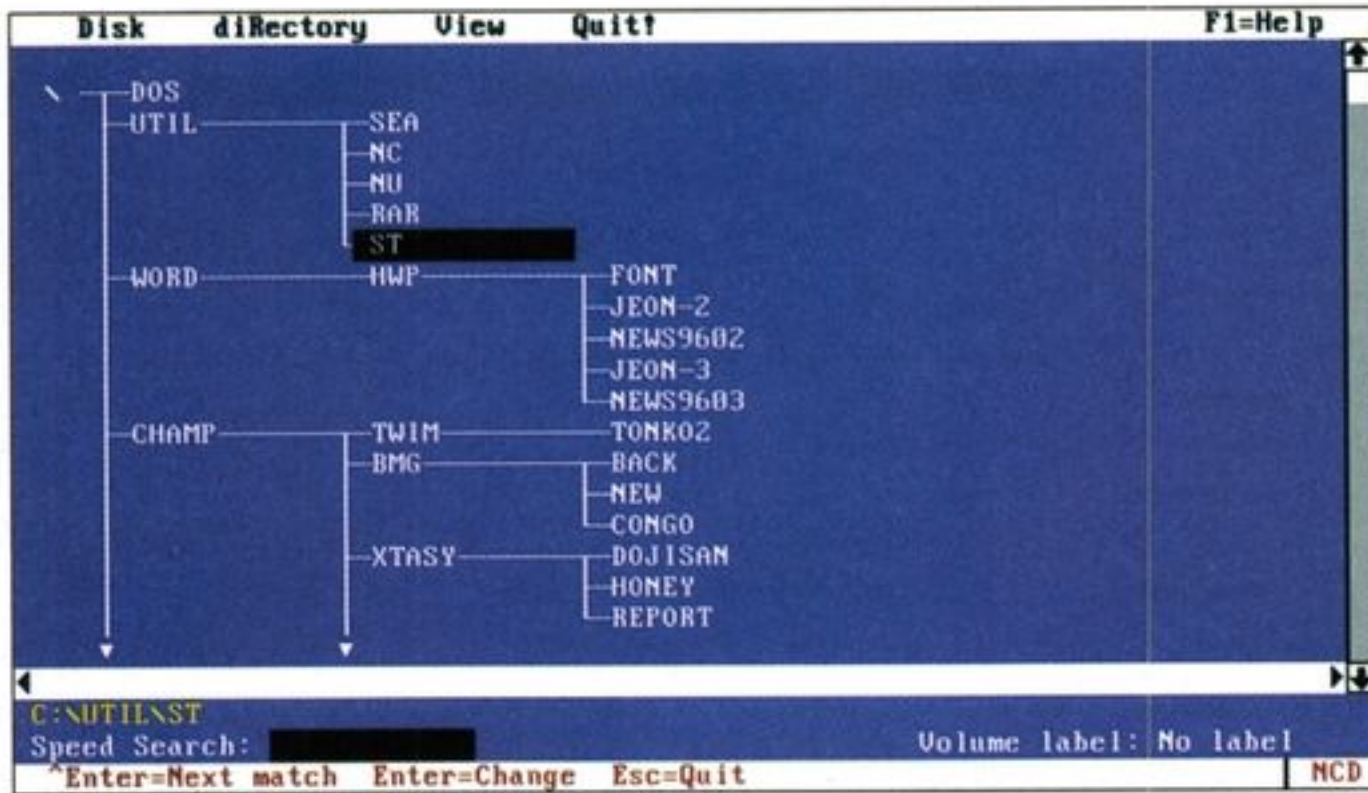 Disk diRectory View Quit! F1=Help
\ DOS
UTIL SEA
NC
NU
RAR
ST
WORD HWP FONT
JEON-2
NEWS9602
JEON-3
NEWS9603
CHAMP TWIM TONKO2
BMG BACK
NEW
CONGO
XTASY DOJISAN
HONEY
REPORT
C:\UTIL\ST
Speed Search: Volume label: No label
^Enter=Next match Enter=Change Esc=Quit NCD